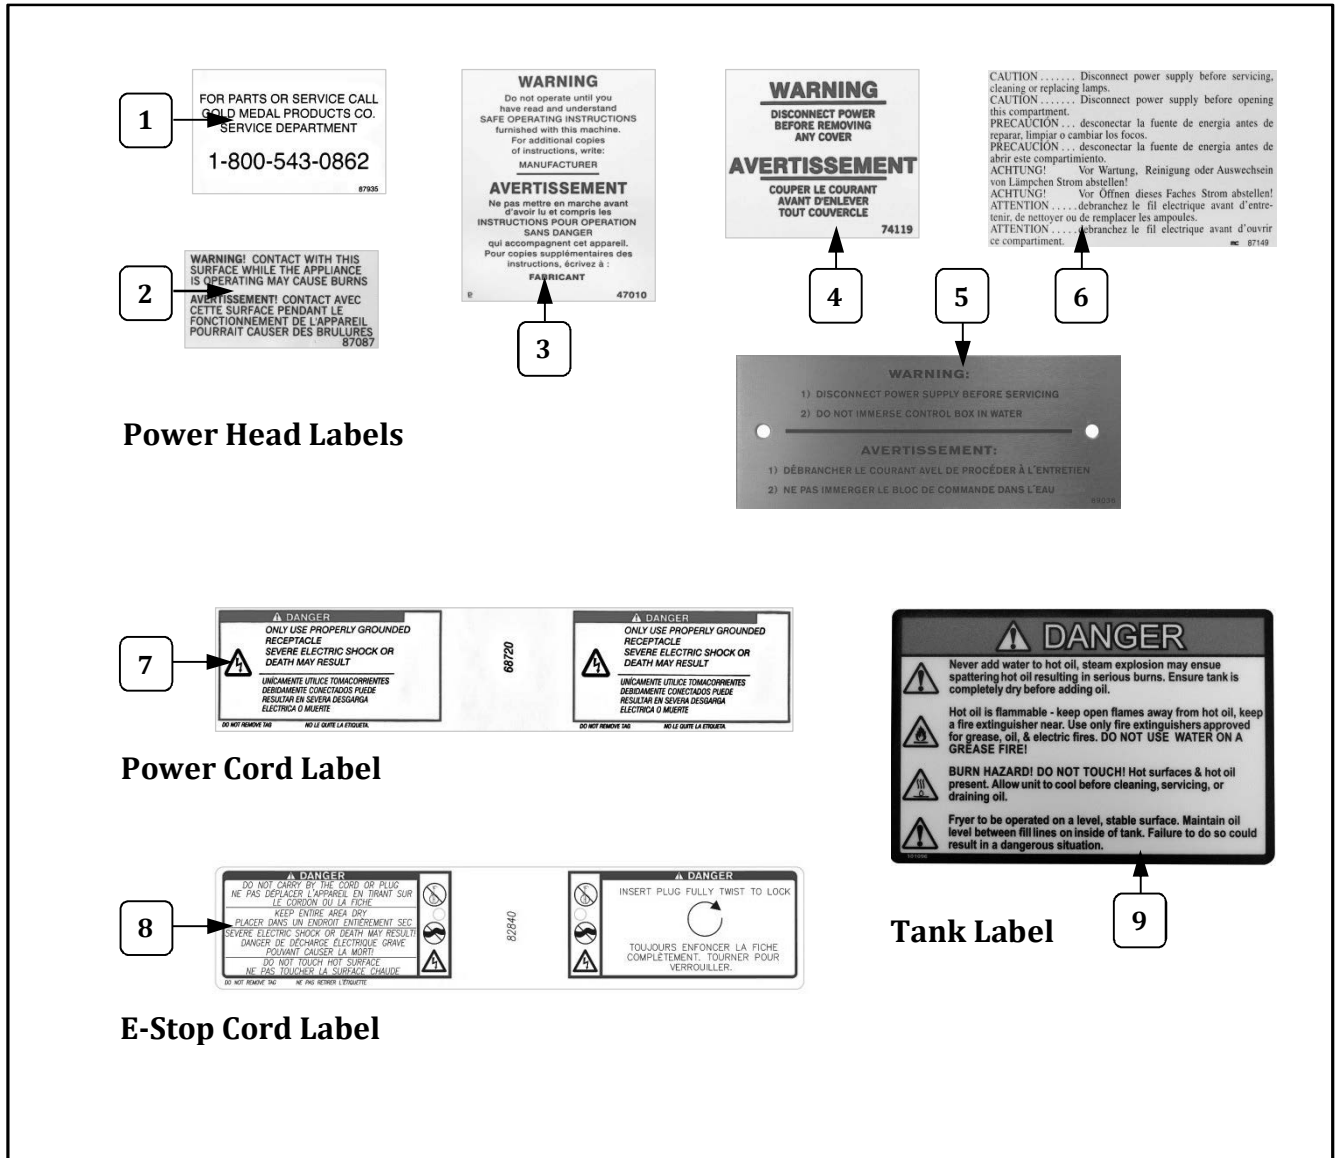 1
FOR PARTS OR SERVICE CALL
GOLD MEDAL PRODUCTS CO.
SERVICE DEPARTMENT
1-800-543-0862
87935
2
WARNING! CONTACT WITH THIS
SURFACE WHILE THE APPLIANCE
IS OPERATING MAY CAUSE BURNS
AVERTISSEMENT! CONTACT AVEC
CETTE SURFACE PENDANT LE
FONCTIONNEMENT DE L'APPAREIL
POURRAIT CAUSER DES BRULURES
87087
WARNING
Do not operate until you
have read and understand
SAFE OPERATING INSTRUCTIONS
furnished with this machine.
For additional copies
of instructions, write:
MANUFACTURER
AVERTISSEMENT
Ne pas mettre en marche avant
d'avoir lu et compris les
INSTRUCTIONS POUR OPERATION
SANS DANGER
qui accompagnent cet appareil.
Pour copies supplémentaires des
instructions, écrivez à :
FABRICANT
47010
3
WARNING
DISCONNECT POWER
BEFORE REMOVING
ANY COVER
AVERTISSEMENT
COUPER LE COURANT
AVANT D'ENLEVER
TOUT COUVERCLE
74119
4
CAUTION ....... Disconnect power supply before servicing,
cleaning or replacing lamps.
CAUTION ....... Disconnect power supply before opening
this compartment.
PRECAUCIÓN ... desconectar la fuente de energia antes de
reparar, limpiar o cambiar los focos.
PRECAUCIÓN ... desconectar la fuente de energia antes de
abrir este compartimiento.
ACHTUNG! Vor Wartung, Reinigung oder Auswechsein
von Lämpchen Strom abstellen!
ACHTUNG! Vor Öffnen dieses Faches Strom abstellen!
ATTENTION .....debranchez le fil electrique avant d'entre-
tenir, de nettoyer ou de remplacer les ampoules.
ATTENTION .....debranchez le fil electrique avant d'ouvrir
ce compartiment.
87149
6
5
WARNING:
1) DISCONNECT POWER SUPPLY BEFORE SERVICING
2) DO NOT IMMERSE CONTROL BOX IN WATER
AVERTISSEMENT:
1) DÉBRANCHER LE COURANT AVEL DE PROCÉDER À L'ENTRETIEN
2) NE PAS IMMERGER LE BLOC DE COMMANDE DANS L'EAU
Power Head Labels
7
DANGER
ONLY USE PROPERLY GROUNDED
RECEPTACLE
SEVERE ELECTRIC SHOCK OR
DEATH MAY RESULT
UNÍCAMENTE UTILICE TOMACORRIENTES
DEBIDAMENTE CONECTADOS PUEDE
RESULTAR EN SEVERA DESGARGA
ELECTRICA O MUERTE
DO NOT REMOVE TAG NO LE QUITE LA ETIQUETA.
68720
DANGER
ONLY USE PROPERLY GROUNDED
RECEPTACLE
SEVERE ELECTRIC SHOCK OR
DEATH MAY RESULT
UNÍCAMENTE UTILICE TOMACORRIENTES
DEBIDAMENTE CONECTADOS PUEDE
RESULTAR EN SEVERA DESGARGA
ELECTRICA O MUERTE
DO NOT REMOVE TAG NO LE QUITE LA ETIQUETA.
Power Cord Label
DANGER
Never add water to hot oil, steam explosion may ensue
spattering hot oil resulting in serious burns. Ensure tank is
completely dry before adding oil.
Hot oil is flammable - keep open flames away from hot oil, keep
a fire extinguisher near. Use only fire extinguishers approved
for grease, oil, & electric fires. DO NOT USE WATER ON A
GREASE FIRE!
BURN HAZARD! DO NOT TOUCH! Hot surfaces & hot oil
present. Allow unit to cool before cleaning, servicing, or
draining oil.
Fryer to be operated on a level, stable surface. Maintain oil
level between fill lines on inside of tank. Failure to do so could
result in a dangerous situation.
Tank Label
9
8
DANGER
DO NOT CARRY BY THE CORD OR PLUG
NE PAS DÉPLACER L'APPAREIL EN TIRANT SUR
LE CORDON OU LA FICHE
KEEP ENTIRE AREA DRY
PLACER DANS UN ENDROIT ENTIÈREMENT SEC
SEVERE ELECTRIC SHOCK OR DEATH MAY RESULT!
DANGER DE DÉCHARGE ÉLECTRIQUE GRAVE
POUVANT CAUSER LA MORT!
DO NOT TOUCH HOT SURFACE
NE PAS TOUCHER LA SURFACE CHAUDE
DO NOT REMOVE TAG NE PAS RETIRER L'ÉTIQUETTE
82840
DANGER
INSERT PLUG FULLY TWIST TO LOCK
TOUJOURS ENFONCER LA FICHE
COMPLÈTEMENT. TOURNER POUR
VERROUILLER.
E-Stop Cord Label